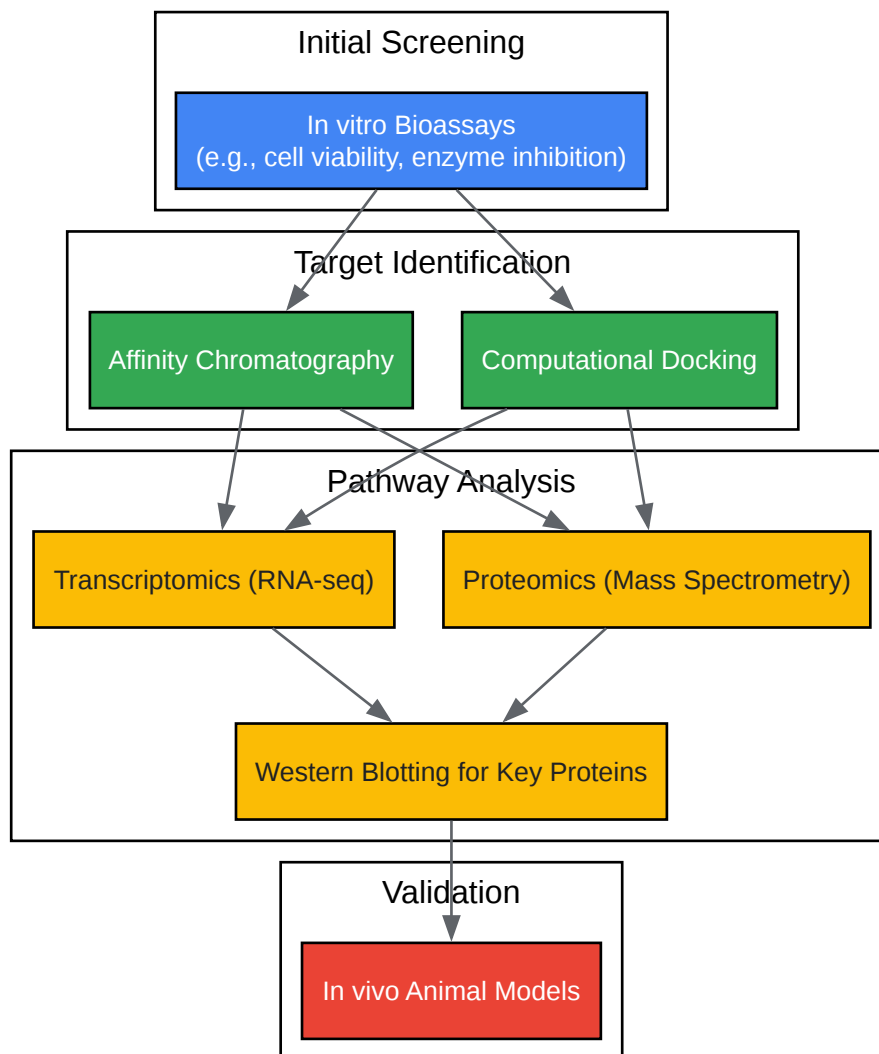 Initial Screening
In vitro Bioassays
(e.g., cell viability, enzyme inhibition)
Target Identification
Affinity Chromatography
Computational Docking
Pathway Analysis
Transcriptomics (RNA-seq)
Proteomics (Mass Spectrometry)
Western Blotting for Key Proteins
Validation
In vivo Animal Models